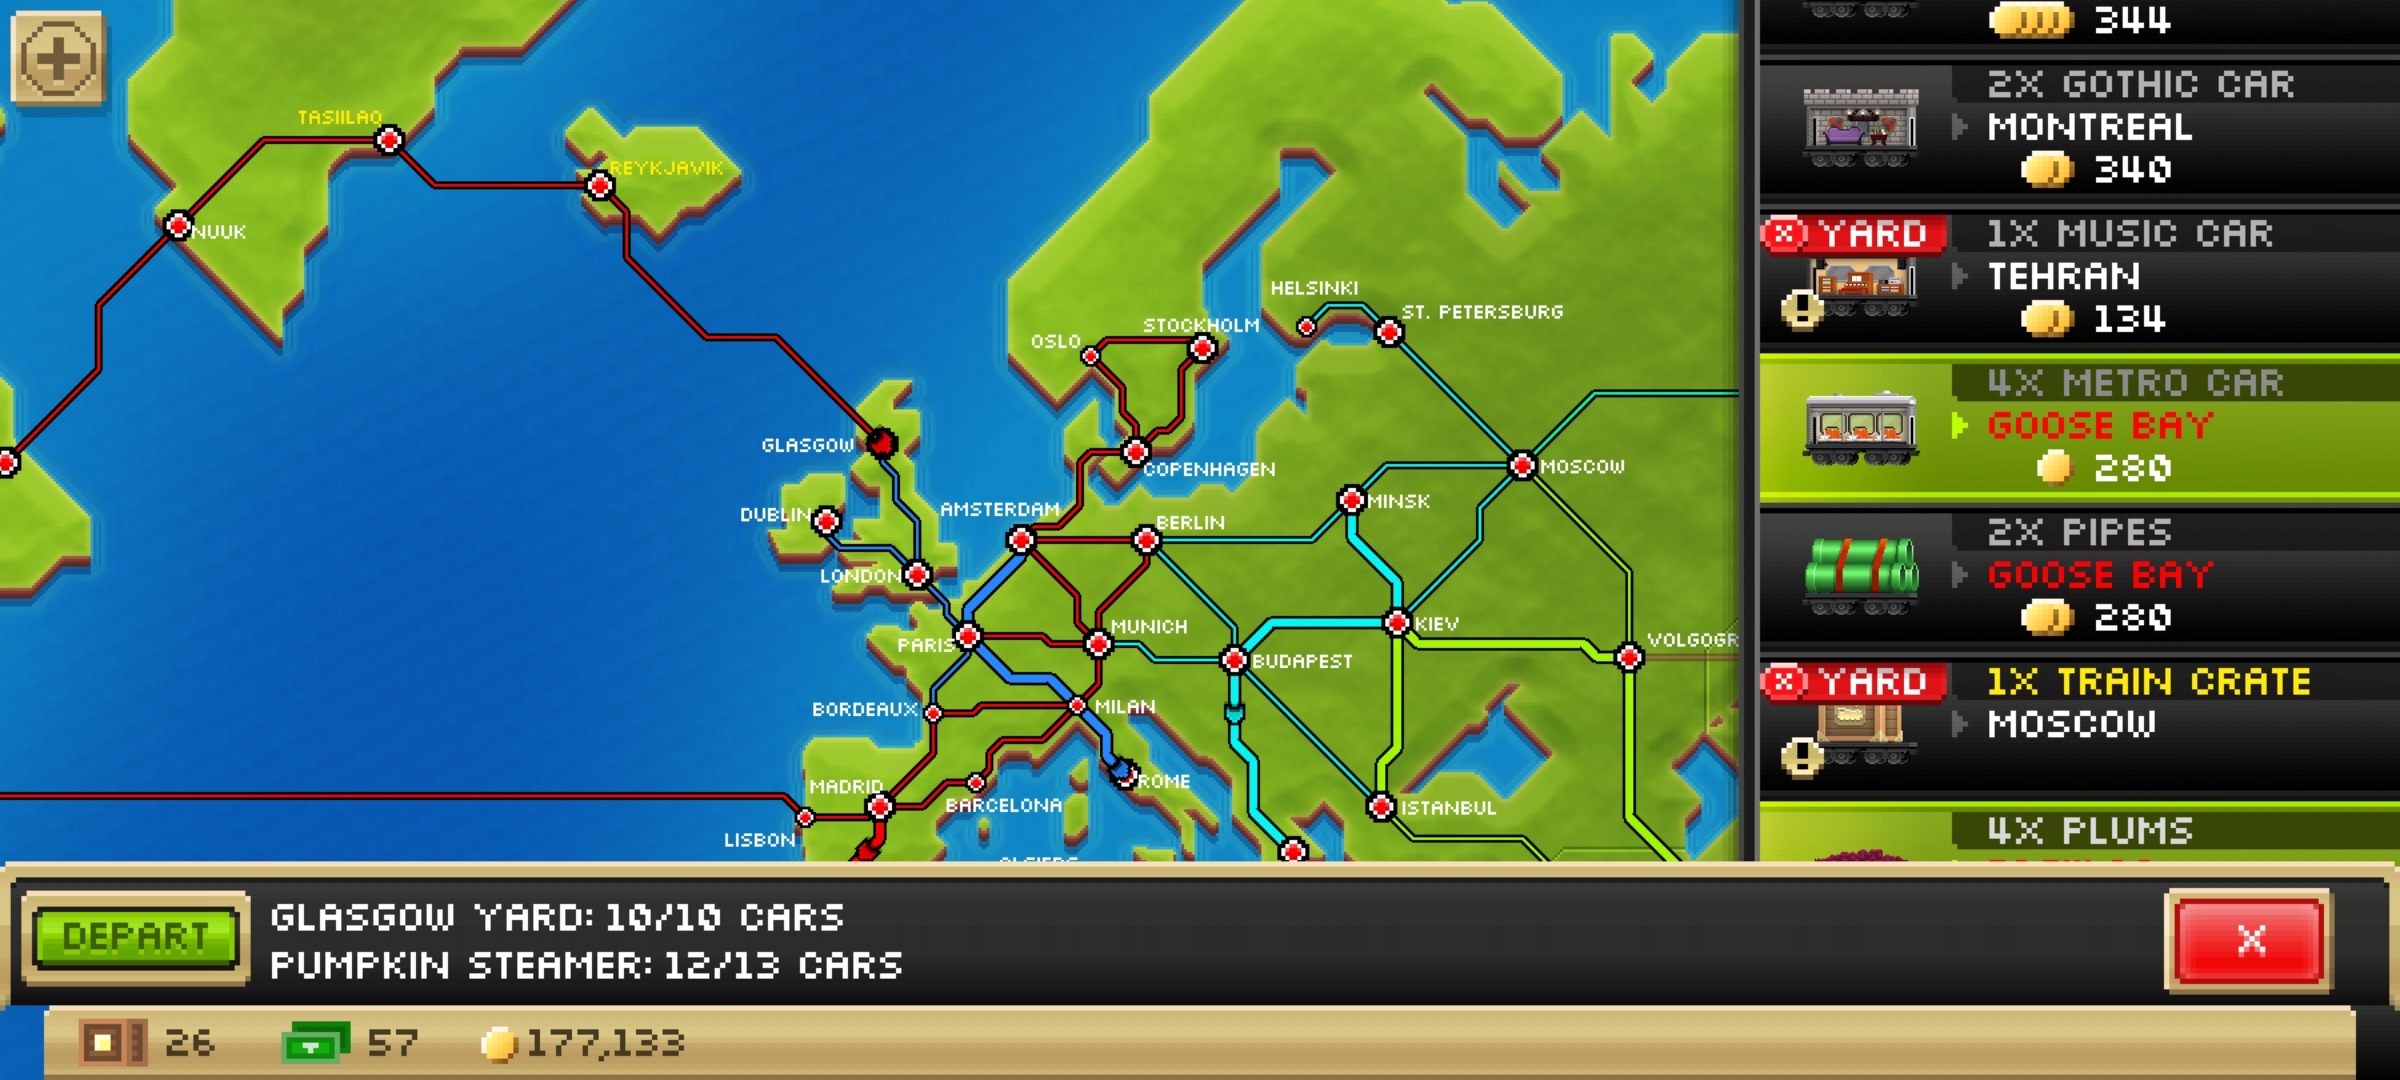 TASIILAQ
REYKJAVIK
NUUK
HELSINKI
ST. PETERSBURG
STOCKHOLM
OSLO
GLASGOW
COPENHAGEN
MOSCOW
MINSK
DUBLIN
AMSTERDAM
BERLIN
LONDON
KIEV
MUNICH
PARIS
VOLGOGR
BUDAPEST
BORDEAUX
MILAN
MADRID
ROME
BARCELONA
ISTANBUL
LISBON
344
2X GOTHIC CAR
MONTREAL
340
YARD
1X MUSIC CAR
TEHRAN
134
4X METRO CAR
GOOSE BAY
280
2X PIPES
GOOSE BAY
280
YARD
1X TRAIN CRATE
MOSCOW
4X PLUMS
DEPART
GLASGOW YARD: 10/10 CARS
PUMPKIN STEAMER: 12/13 CARS
X
26
57
177,133